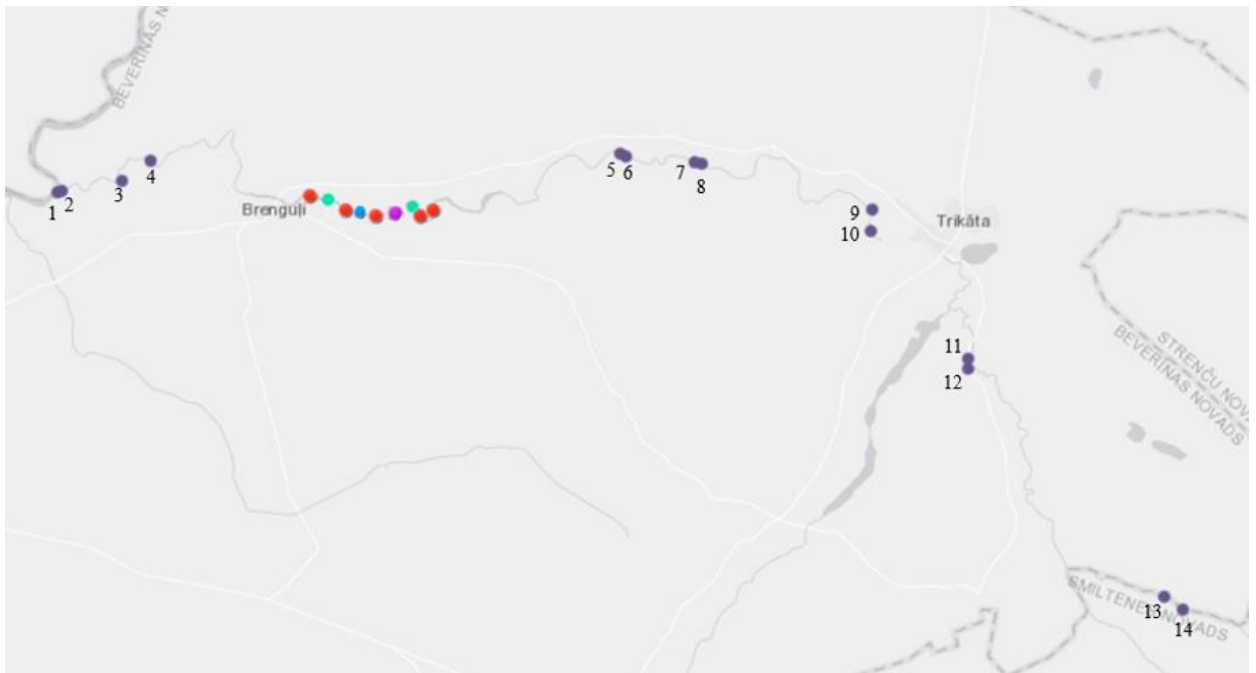 BEVERĪNAS N
4
3
1
2
Brenguļi
5
6
7
8
9
10
Trikāta
11
12
STRENČU NOVA
BEVERĪNAS NOVADS
SMILTENES NOVADS
13
14